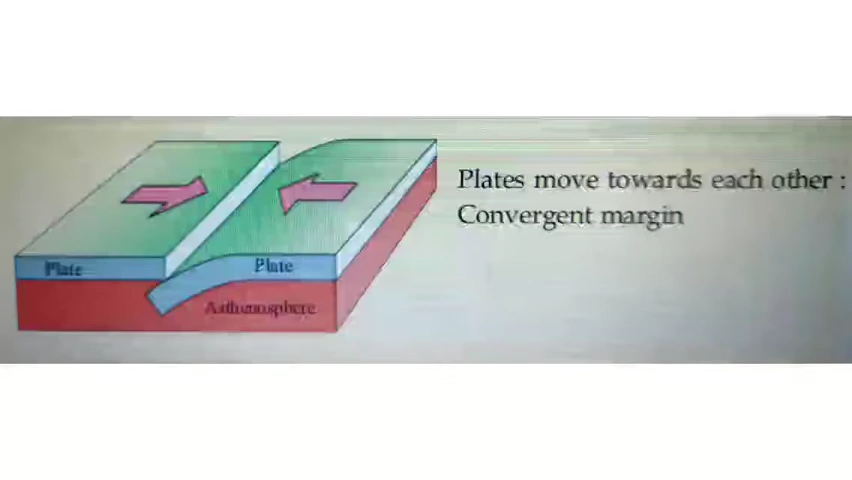 Plates move towards each other :
Convergent margin
Plate
Plate
Asthenosphere